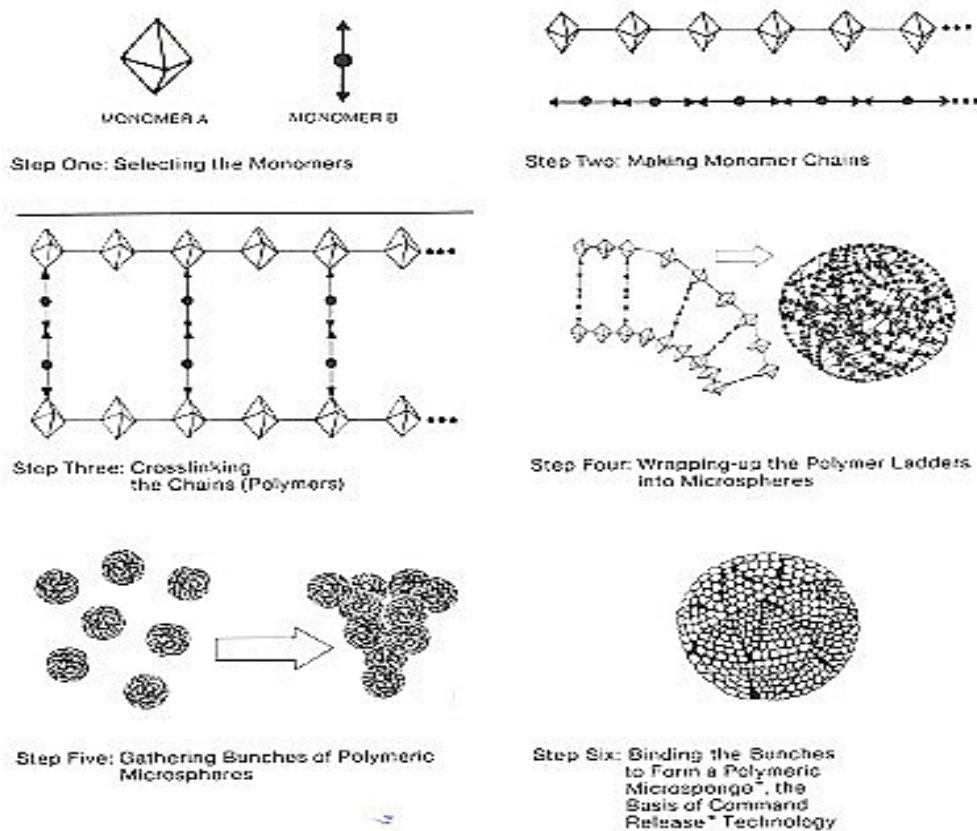 MONOMER A
MONOMER B
Step One: Selecting the Monomers
Step Two: Making Monomer Chains
Step Three: Crosslinking
the Chains (Polymers)
Step Four: Wrapping-up the Polymer Ladders
into Microspheres
Step Five: Gathering Bunches of Polymeric
Microspheres
Step Six: Binding the Bunches
to Form a Polymeric
Microsponge™, the
Basis of Command
Release™ Technology